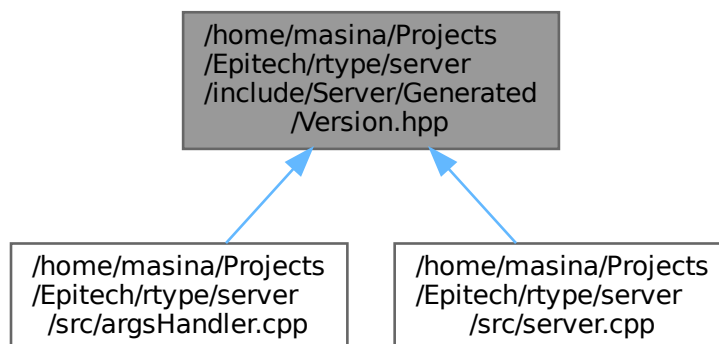 /home/masina/Projects
/Epitech/rtype/server
/include/Server/Generated
/Version.hpp
/home/masina/Projects
/Epitech/rtype/server
/src/argsHandler.cpp
/home/masina/Projects
/Epitech/rtype/server
/src/server.cpp